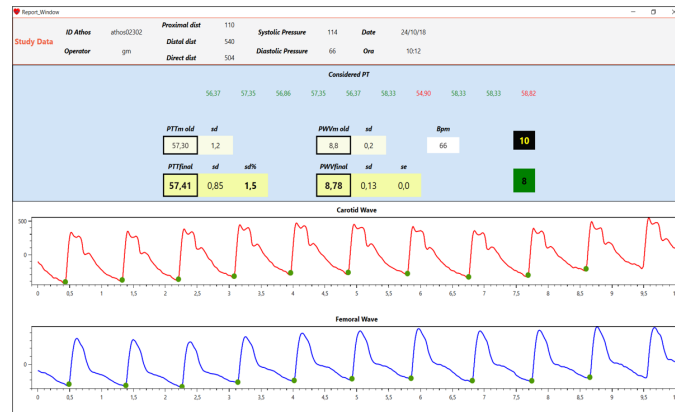 Report_Window
Study Data
ID Athos athos02302 Proximal dist 110 Systolic Pressure 114 Date 24/10/18
Operator gm Distal dist 540 Diastolic Pressure 66 Ora 10:12
Direct dist 504
Considered PT
56,37 57,35 56,86 57,35 56,37 58,33 54,90 58,33 58,33 58,82
PTTm old sd PWVm old sd Bpm
57,30 1,2 8,8 0,2 66 10
PTTfinal sd sd% PWVfinal sd se
57,41 0,85 1,5 8,78 0,13 0,0 8
Carotid Wave
500
0
0 0,5 1 1,5 2 2,5 3 3,5 4 4,5 5 5,5 6 6,5 7 7,5 8 8,5 9 9,5
Femoral Wave
0
0 0,5 1 1,5 2 2,5 3 3,5 4 4,5 5 5,5 6 6,5 7 7,5 8 8,5 9 9,5